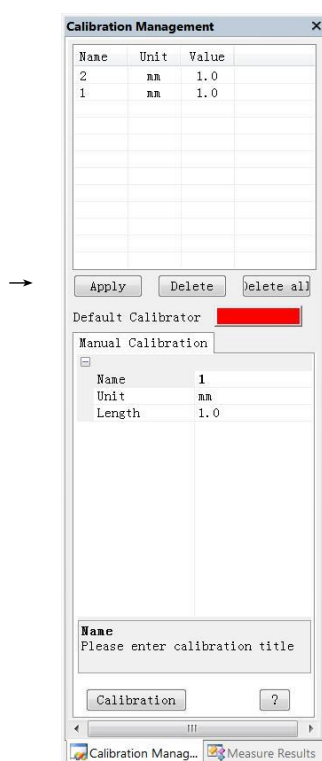 Calibration Management ×
Name Unit Value
2 mm 1.0
1 mm 1.0
→
Apply Delete Delete all
Default Calibrator
Manual Calibration
Name 1
Unit mm
Length 1.0
Name
Please enter calibration title
Calibration ?
Calibration Manag... Measure Results